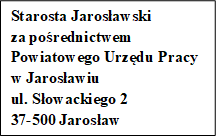 Starosta Jarosławski
za pośrednictwem
Powiatowego Urzędu Pracy
w Jarosławiu
ul. Słowackiego 2
37-500 Jarosław